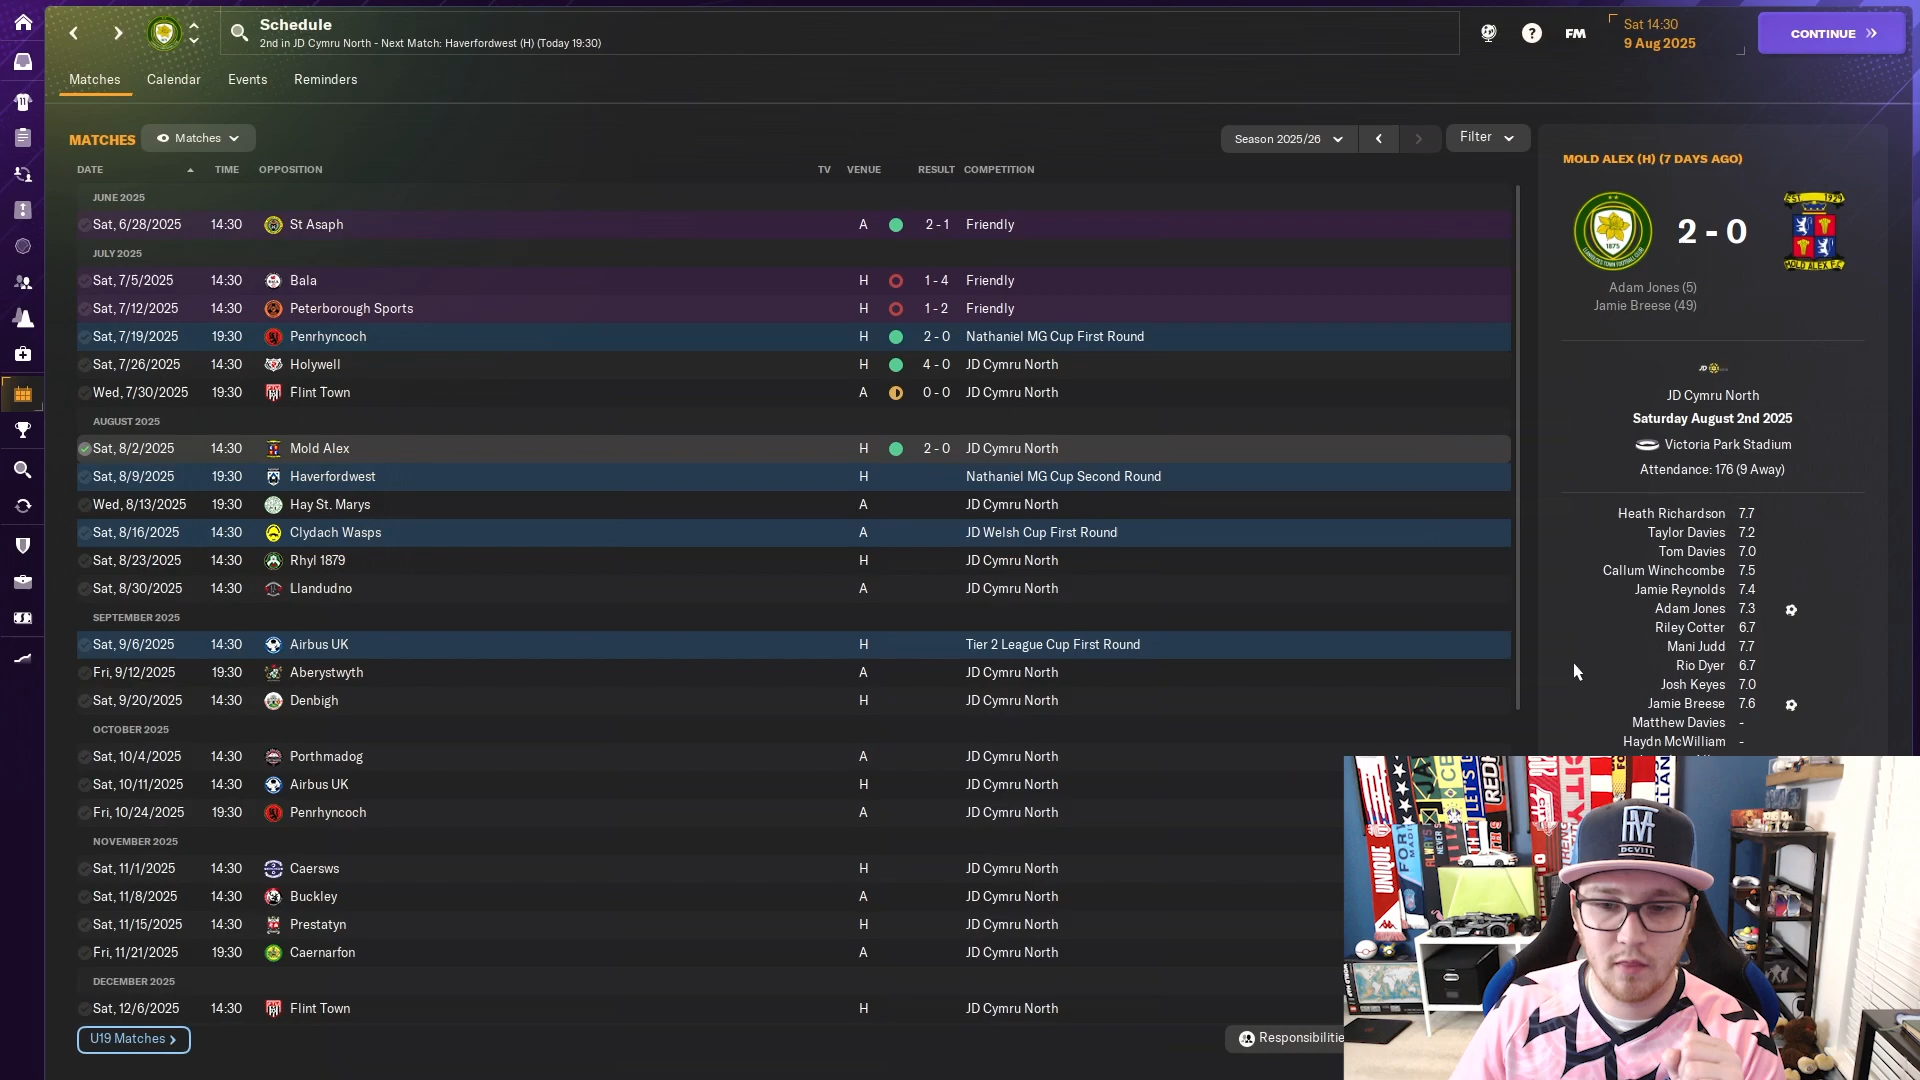 Schedule
2nd in JD Cymru North - Next Match: Haverfordwest (H) (Today 19:30)
FM
Sat 14:30
9 Aug 2025
CONTINUE
Matches Calendar Events Reminders
MATCHES Matches
Season 2025/26 Filter
DATE TIME OPPOSITION TV VENUE RESULT COMPETITION
JUNE 2025
Sat, 6/28/2025 14:30 St Asaph A 2 - 1 Friendly
JULY 2025
Sat, 7/5/2025 14:30 Bala H 1 - 4 Friendly
Sat, 7/12/2025 14:30 Peterborough Sports H 1 - 2 Friendly
Sat, 7/19/2025 19:30 Penrhyncoch H 2 - 0 Nathaniel MG Cup First Round
Sat, 7/26/2025 14:30 Holywell H 4 - 0 JD Cymru North
Wed, 7/30/2025 19:30 Flint Town A 0 - 0 JD Cymru North
AUGUST 2025
Sat, 8/2/2025 14:30 Mold Alex H 2 - 0 JD Cymru North
Sat, 8/9/2025 19:30 Haverfordwest H Nathaniel MG Cup Second Round
Wed, 8/13/2025 19:30 Hay St. Marys A JD Cymru North
Sat, 8/16/2025 14:30 Clydach Wasps A JD Welsh Cup First Round
Sat, 8/23/2025 14:30 Rhyl 1879 H JD Cymru North
Sat, 8/30/2025 14:30 Llandudno A JD Cymru North
SEPTEMBER 2025
Sat, 9/6/2025 14:30 Airbus UK H Tier 2 League Cup First Round
Fri, 9/12/2025 19:30 Aberystwyth A JD Cymru North
Sat, 9/20/2025 14:30 Denbigh H JD Cymru North
OCTOBER 2025
Sat, 10/4/2025 14:30 Porthmadog A JD Cymru North
Sat, 10/11/2025 14:30 Airbus UK H JD Cymru North
Fri, 10/24/2025 19:30 Penrhyncoch A JD Cymru North
NOVEMBER 2025
Sat, 11/1/2025 14:30 Caersws H JD Cymru North
Sat, 11/8/2025 14:30 Buckley A JD Cymru North
Sat, 11/15/2025 14:30 Prestatyn H JD Cymru North
Fri, 11/21/2025 19:30 Caernarfon A JD Cymru North
DECEMBER 2025
Sat, 12/6/2025 14:30 Flint Town H JD Cymru North
U19 Matches
Responsibilitie
MOLD ALEX (H) (7 DAYS AGO)
1875
2 - 0
EST 1929
MOLD ALEX F.C
Adam Jones (5)
Jamie Breese (49)
JD
JD Cymru North
Saturday August 2nd 2025
Victoria Park Stadium
Attendance: 176 (9 Away)
Heath Richardson 7.7
Taylor Davies 7.2
Tom Davies 7.0
Callum Winchcombe 7.5
Jamie Reynolds 7.4
Adam Jones 7.3
Riley Cotter 6.7
Mani Judd 7.7
Rio Dyer 6.7
Josh Keyes 7.0
Jamie Breese 7.6
Matthew Davies -
Haydn McWilliam -
LET'S
REDI
CITY
UNIQUE
NEVER
DCVIII